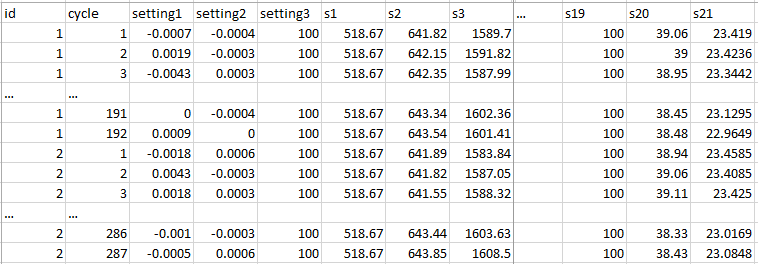 id cycle setting1 setting2 setting3 s1 s2 s3 ... s19 s20 s21
1 1 -0.0007 -0.0004 100 518.67 641.82 1589.7 100 39.06 23.419
1 2 0.0019 -0.0003 100 518.67 642.15 1591.82 100 39 23.4236
1 3 -0.0043 0.0003 100 518.67 642.35 1587.99 100 38.95 23.3442
... ...
1 191 0 -0.0004 100 518.67 643.34 1602.36 100 38.45 23.1295
1 192 0.0009 0 100 518.67 643.54 1601.41 100 38.48 22.9649
2 1 -0.0018 0.0006 100 518.67 641.89 1583.84 100 38.94 23.4585
2 2 0.0043 -0.0003 100 518.67 641.82 1587.05 100 39.06 23.4085
2 3 0.0018 0.0003 100 518.67 641.55 1588.32 100 39.11 23.425
... ...
2 286 -0.001 -0.0003 100 518.67 643.44 1603.63 100 38.33 23.0169
2 287 -0.0005 0.0006 100 518.67 643.85 1608.5 100 38.43 23.0848